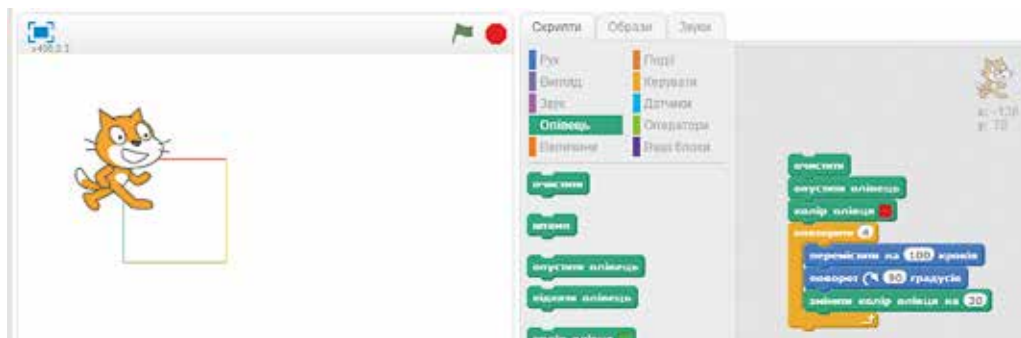 Скрипти Образи Звуки
Рух Події
Вигляд Керувати
Звук Датчики
Олівець Оператори
Величини Ваші блоки
очистити
штамп
опустити олівець
підняти олівець
очистити
опустити олівець
колір олівця
повторити 4
перемістити на 100 кроків
поворот 90 градусів
змінити колір олівця на 30